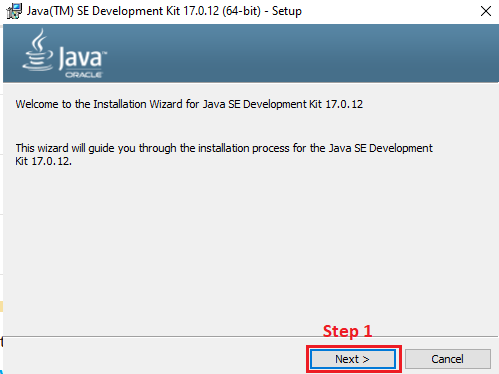 Java(TM) SE Development Kit 17.0.12 (64-bit) - Setup
Java™
ORACLE
Welcome to the Installation Wizard for Java SE Development Kit 17.0.12
This wizard will guide you through the installation process for the Java SE Development
Kit 17.0.12.
Step 1
Next >
Cancel